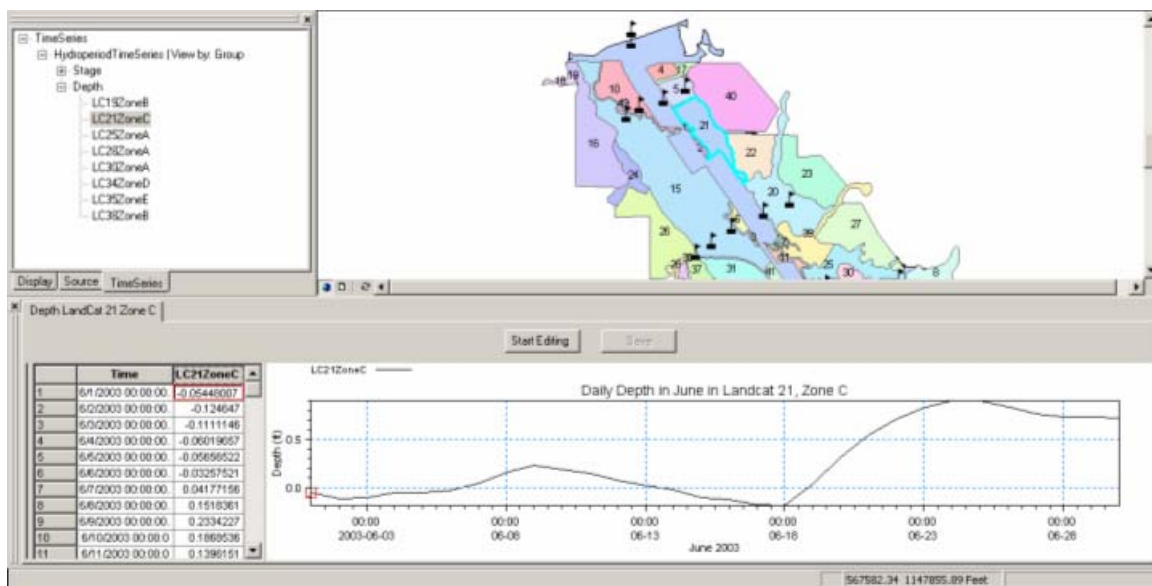 TimeSeries
HydroperiodTimeSeries (View by: Group
Stage
Depth
LC19ZoneB
LC21ZoneC
LC25ZoneA
LC28ZoneA
LC30ZoneA
LC34ZoneD
LC35ZoneE
LC38ZoneB
Display Source TimeSeries
18 19 10 4 17 5 40
16 21 22
24 15 20 23
28 27
37 31 41 25 30 8
Depth LandCat 21 Zone C
Start Editing Save
Time LC21ZoneC
1 6/1/2003 00:00:00. -0.05448007
2 6/2/2003 00:00:00. -0.124647
3 6/3/2003 00:00:00. -0.1111146
4 6/4/2003 00:00:00. -0.06019657
5 6/5/2003 00:00:00. -0.05656522
6 6/6/2003 00:00:00. -0.03257521
7 6/7/2003 00:00:00. 0.04177156
8 6/8/2003 00:00:00. 0.1518361
9 6/9/2003 00:00:00. 0.2334227
10 6/10/2003 00:00:0 0.1868536
11 6/11/2003 00:00:0 0.1396151
LC21ZoneC
Daily Depth in June in Landcat 21, Zone C
Depth (ft)
0.5
0.0
00:00 00:00 00:00 00:00 00:00 00:00
2003-06-03 06-08 06-13 06-18 06-23 06-28
June 2003
567582.34 1147855.89 Feet